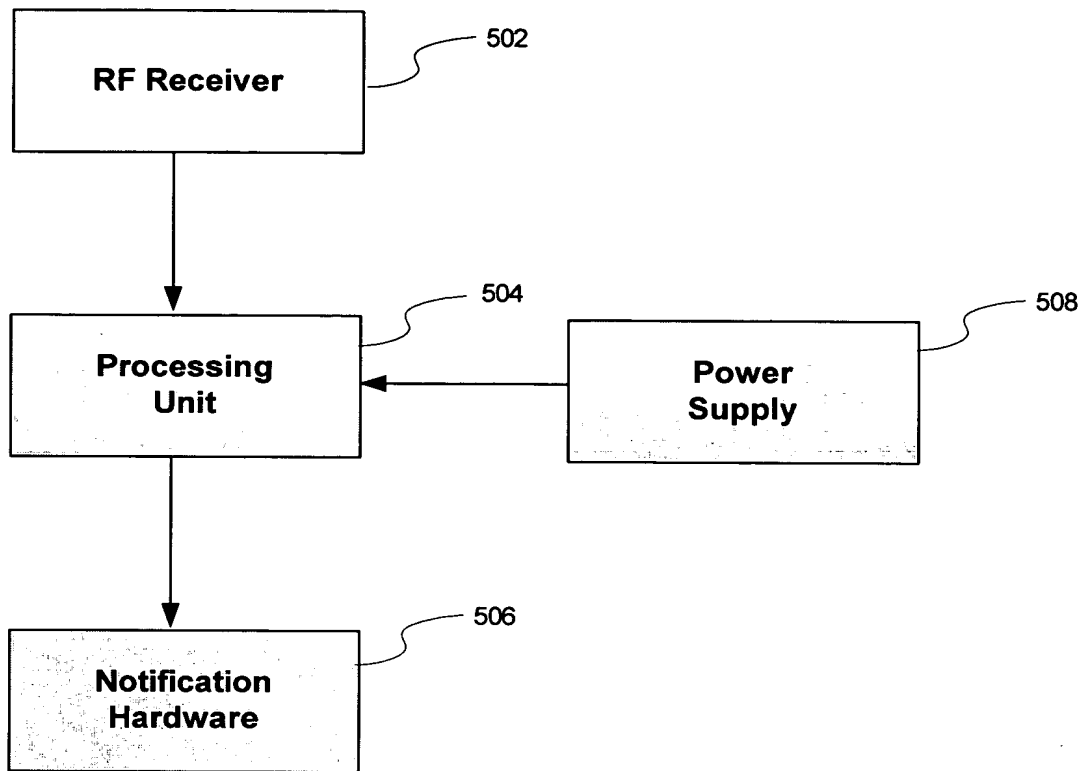 502
RF Receiver
504
508
Processing
Unit
Power
Supply
506
Notification
Hardware